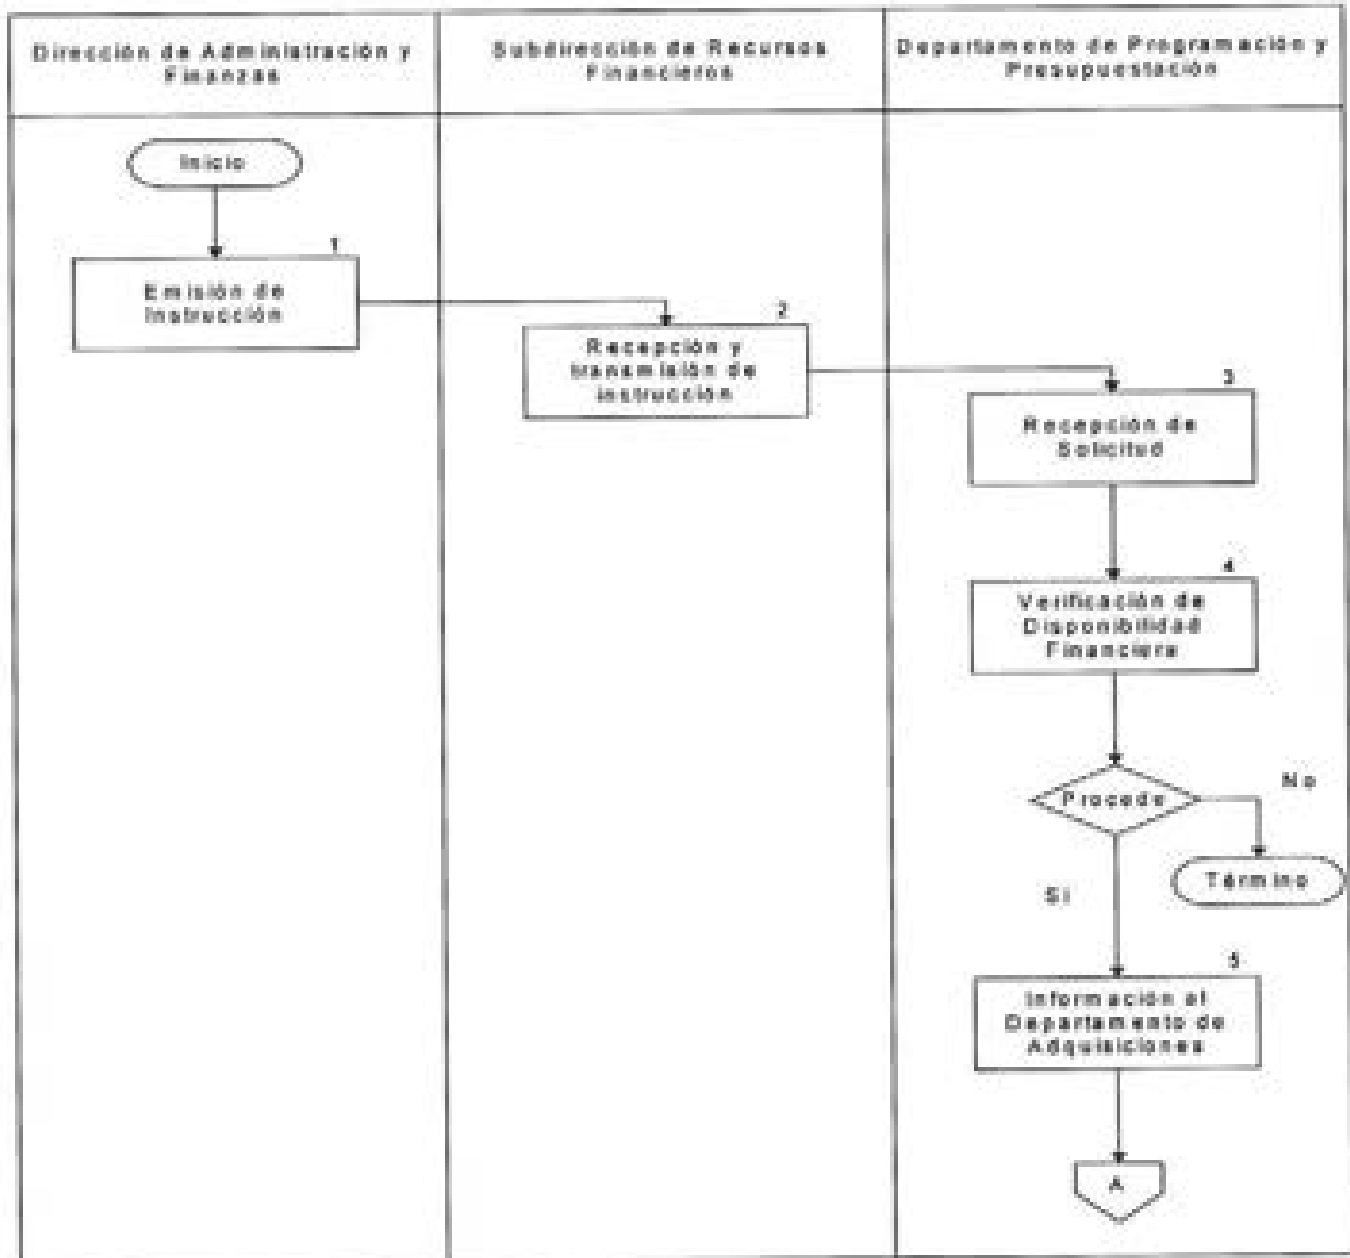 Dirección de Administración y
Finanzas
Subdirección de Recursos
Financieros
Departamento de Programación y
Presupuestación
Inicio
1
Emisión de
Instrucción
2
Recepción y
transmisión de
instrucción
3
Recepción de
Solicitud
4
Verificación de
Disponibilidad
Financiera
Procede
No
Término
Si
5
Información al
Departamento de
Adquisiciones
A